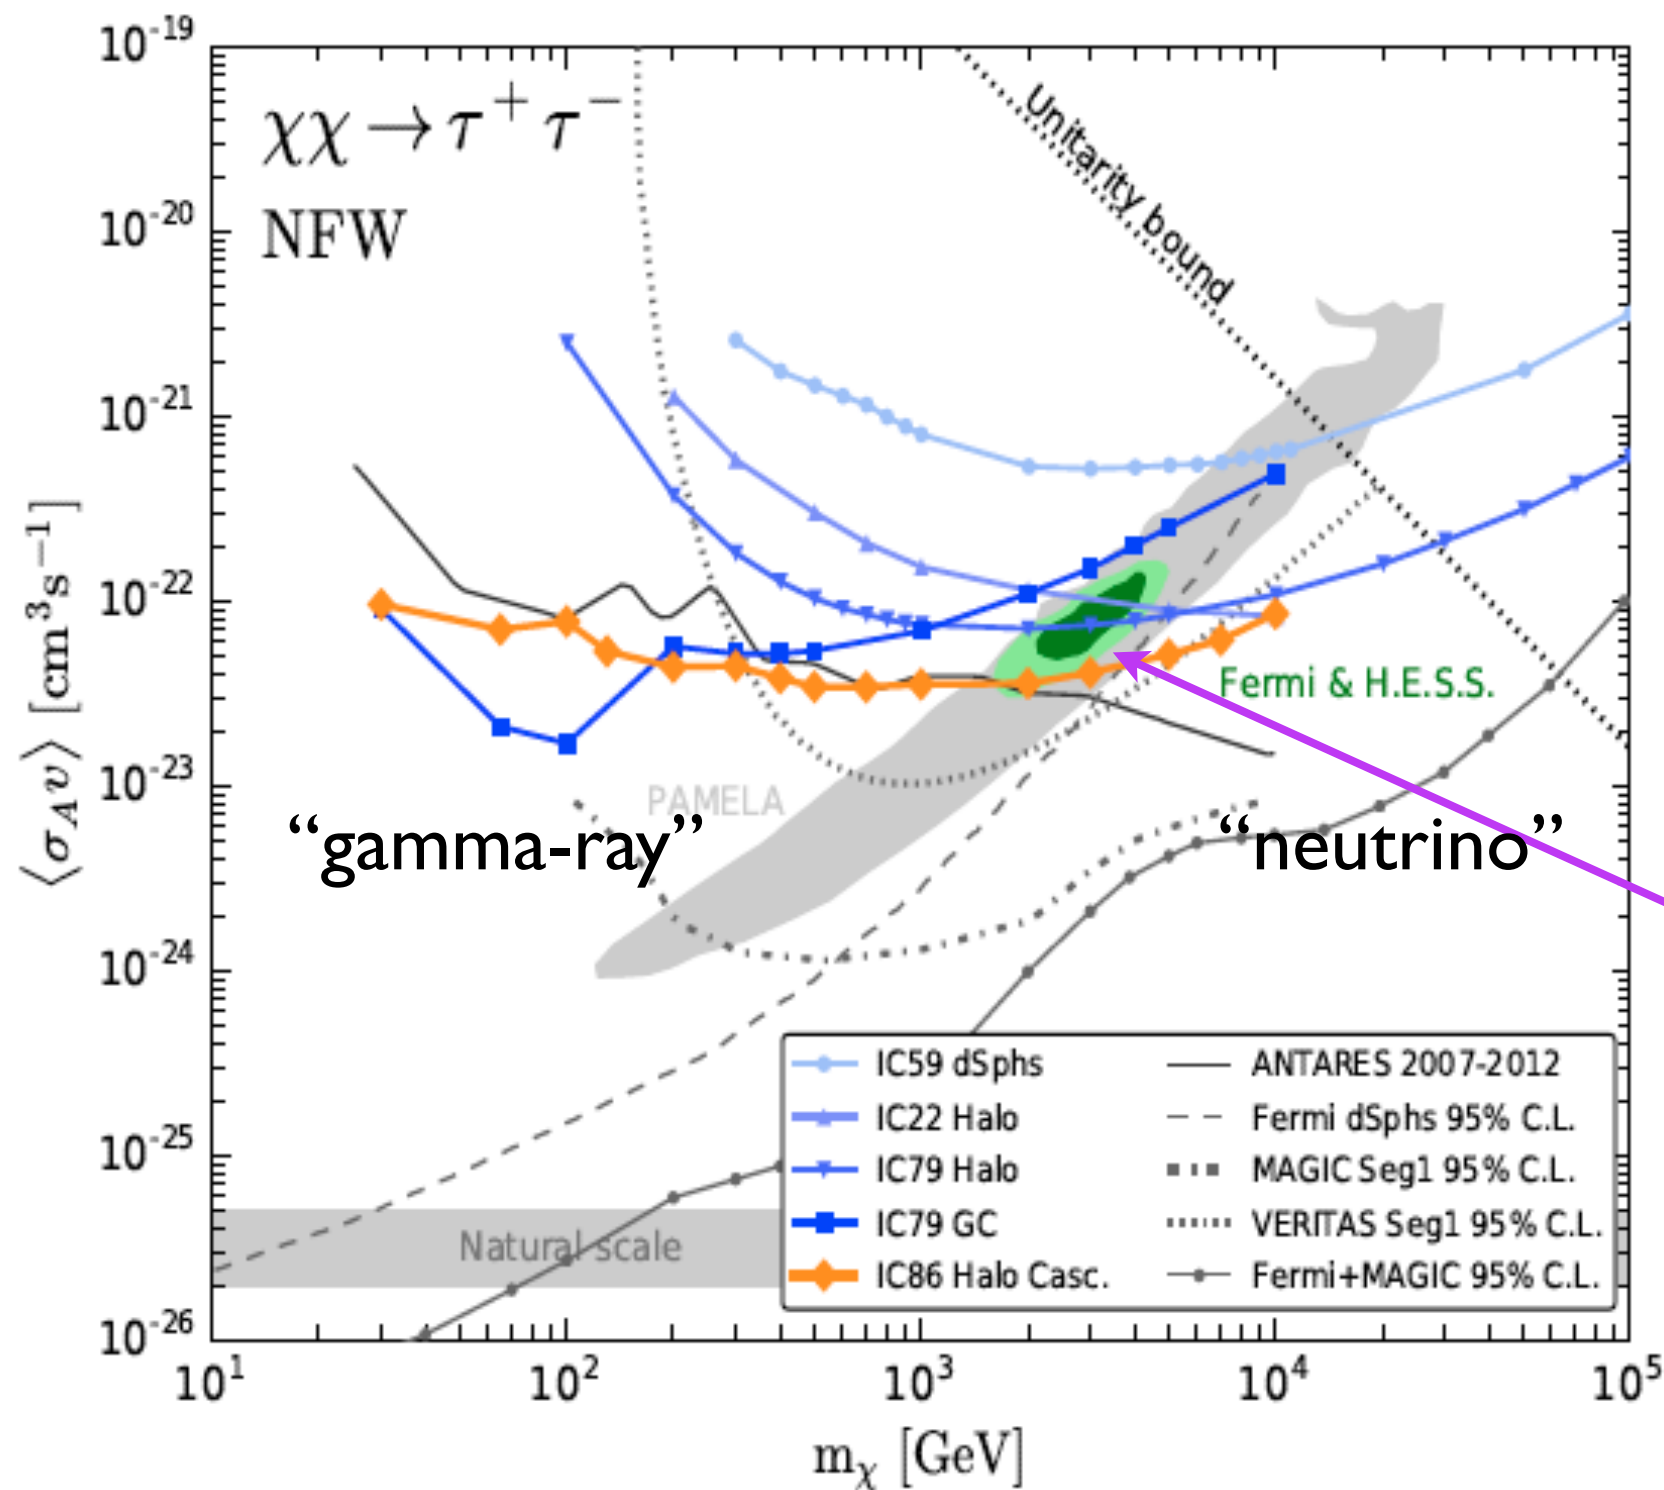 10⁻¹⁹
10⁻²⁰
10⁻²¹
10⁻²²
10⁻²³
10⁻²⁴
10⁻²⁵
10⁻²⁶
⟨σ_A v⟩ [cm³s⁻¹]
χχ→τ⁺τ⁻
NFW
Unitarity bound
Fermi & H.E.S.S.
PAMELA
“gamma-ray”
“neutrino”
Natural scale
IC59 dSphs
IC22 Halo
IC79 Halo
IC79 GC
IC86 Halo Casc.
ANTARES 2007-2012
Fermi dSphs 95% C.L.
MAGIC Seg1 95% C.L.
VERITAS Seg1 95% C.L.
Fermi+MAGIC 95% C.L.
10¹ 10² 10³ 10⁴ 10⁵
m_χ [GeV]